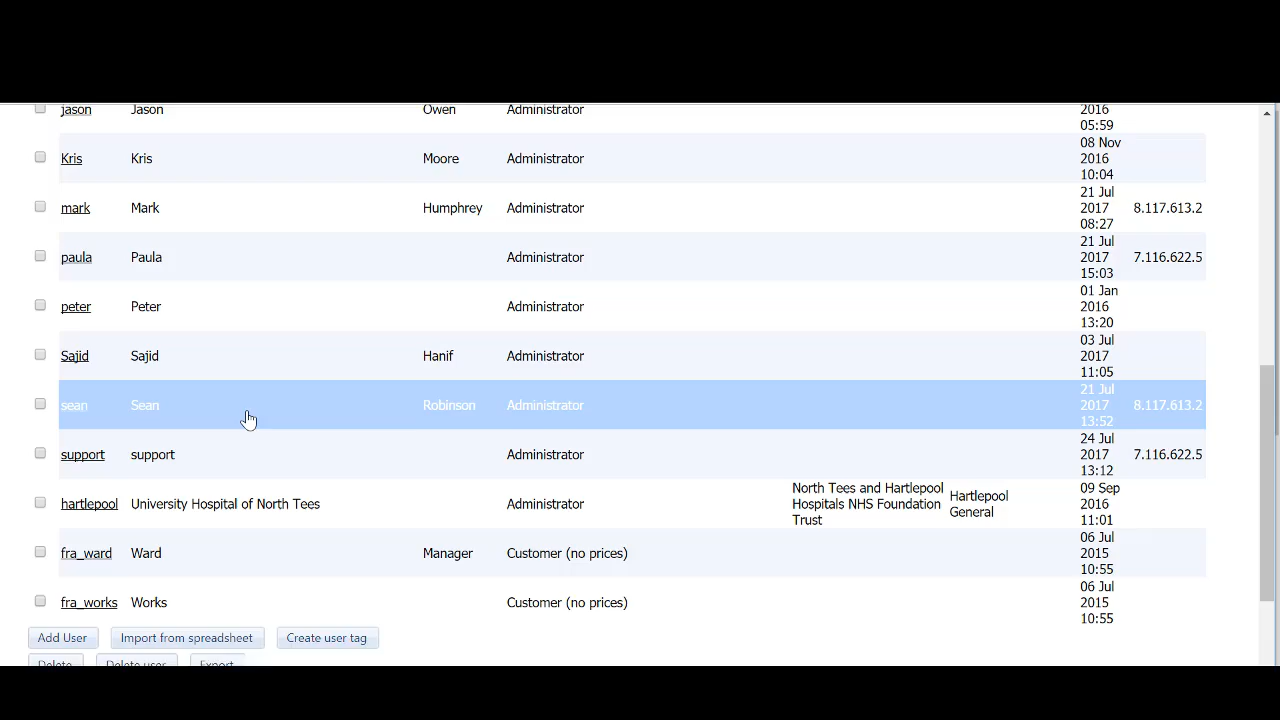 jason Jason Owen Administrator 2016
05:59
08 Nov
Kris Kris Moore Administrator 2016
10:04
21 Jul
mark Mark Humphrey Administrator 2017 8.117.613.2
08:27
21 Jul
paula Paula Administrator 2017 7.116.622.5
15:03
01 Jan
peter Peter Administrator 2016
13:20
03 Jul
Sajid Sajid Hanif Administrator 2017
11:05
21 Jul
sean Sean Robinson Administrator 2017 8.117.613.2
13:52
24 Jul
support support Administrator 2017 7.116.622.5
13:12
North Tees and Hartlepool Hartlepool 09 Sep
hartlepool University Hospital of North Tees Administrator Hospitals NHS Foundation General 2016
Trust 11:01
06 Jul
fra_ward Ward Manager Customer (no prices) 2015
10:55
06 Jul
fra_works Works Customer (no prices) 2015
10:55
Add User Import from spreadsheet Create user tag
Delete Delete user Export